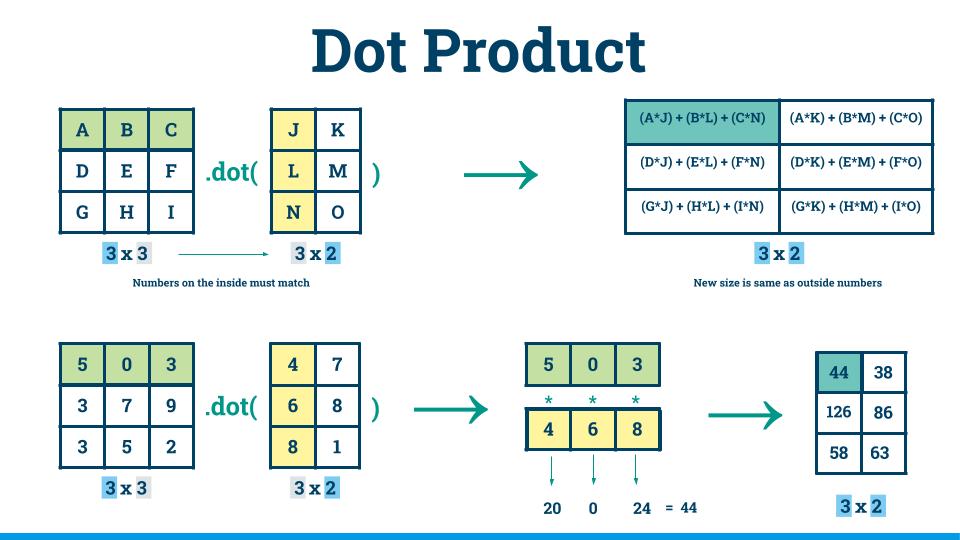 Dot Product
A B C
D E F
G H I
.dot(
J K
L M
N O
)
(A*J) + (B*L) + (C*N) (A*K) + (B*M) + (C*O)
(D*J) + (E*L) + (F*N) (D*K) + (E*M) + (F*O)
(G*J) + (H*L) + (I*N) (G*K) + (H*M) + (I*O)
3 x 3
3 x 2
3 x 2
Numbers on the inside must match
New size is same as outside numbers
5 0 3
3 7 9
3 5 2
.dot(
4 7
6 8
8 1
)
3 x 3
3 x 2
5 0 3
* * *
4 6 8
20 0 24 = 44
44 38
126 86
58 63
3 x 2